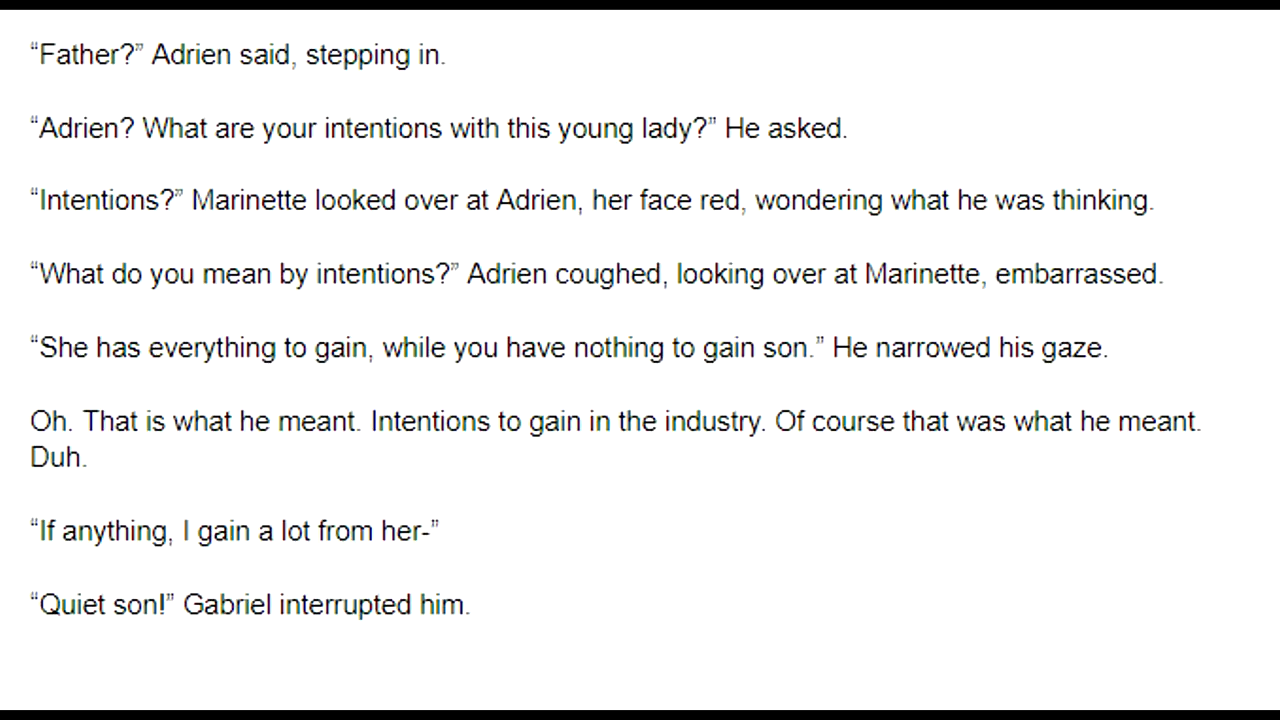 “Father?” Adrien said, stepping in.
“Adrien? What are your intentions with this young lady?” He asked.
“Intentions?” Marinette looked over at Adrien, her face red, wondering what he was thinking.
“What do you mean by intentions?” Adrien coughed, looking over at Marinette, embarrassed.
“She has everything to gain, while you have nothing to gain son.” He narrowed his gaze.
Oh. That is what he meant. Intentions to gain in the industry. Of course that was what he meant.
Duh.
“If anything, I gain a lot from her-”
“Quiet son!” Gabriel interrupted him.